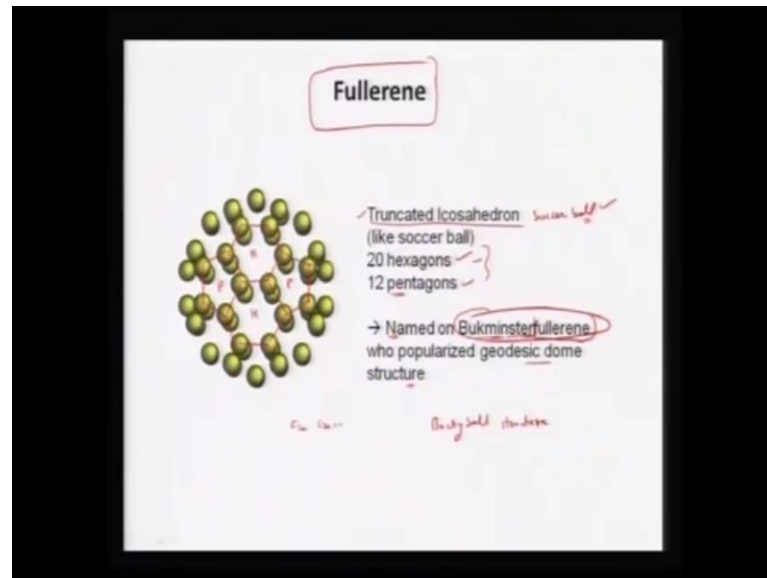 Fullerene
Truncated Icosahedron soccer ball
(like soccer ball)
20 hexagons
12 pentagons
→ Named on Bukminsterfullerene
who popularized geodesic dome
structure
H
P P
H
Bucky ball structure